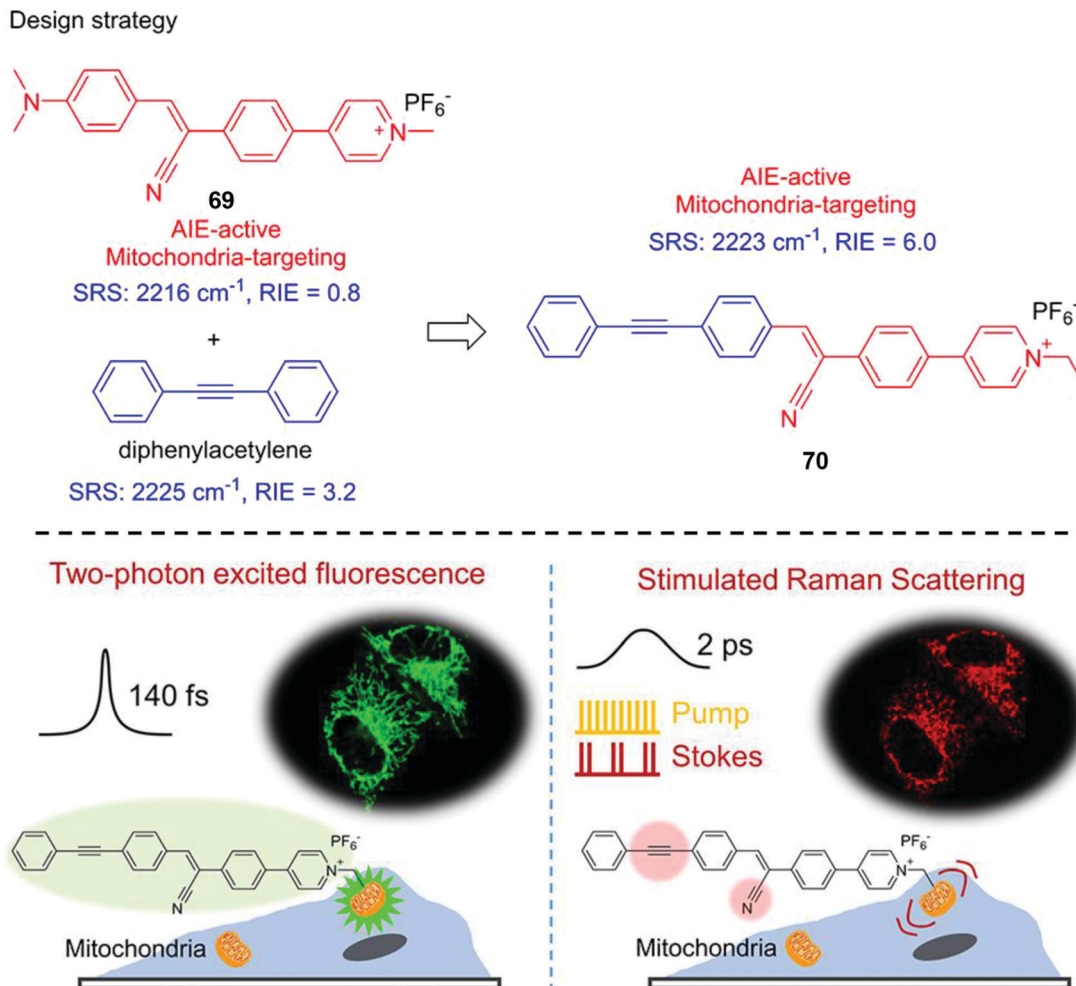 Design strategy
N
PF6-
+
N
N
69
AIE-active
Mitochondria-targeting
SRS: 2216 cm-1, RIE = 0.8
+
diphenylacetylene
SRS: 2225 cm-1, RIE = 3.2
AIE-active
Mitochondria-targeting
SRS: 2223 cm-1, RIE = 6.0
PF6-
+
N
N
70
Two-photon excited fluorescence
140 fs
PF6-
+
N
N
Mitochondria
Stimulated Raman Scattering
2 ps
Pump
Stokes
PF6-
+
N
N
Mitochondria